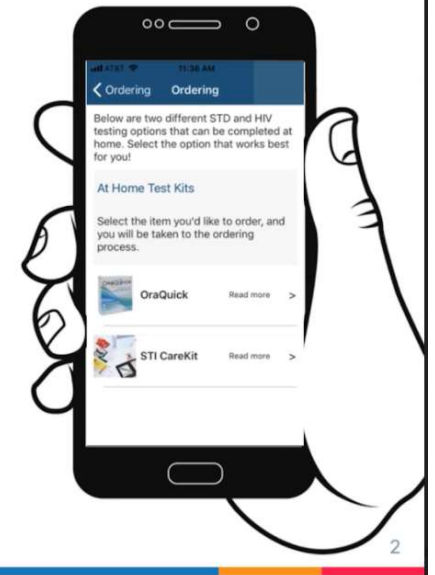 AT&T 11:36 AM
Ordering Ordering
Below are two different STD and HIV
testing options that can be completed at
home. Select the option that works best
for you!
At Home Test Kits
Select the item you'd like to order, and
you will be taken to the ordering
process.
OraQuick Read more >
STI CareKit Read more >
2